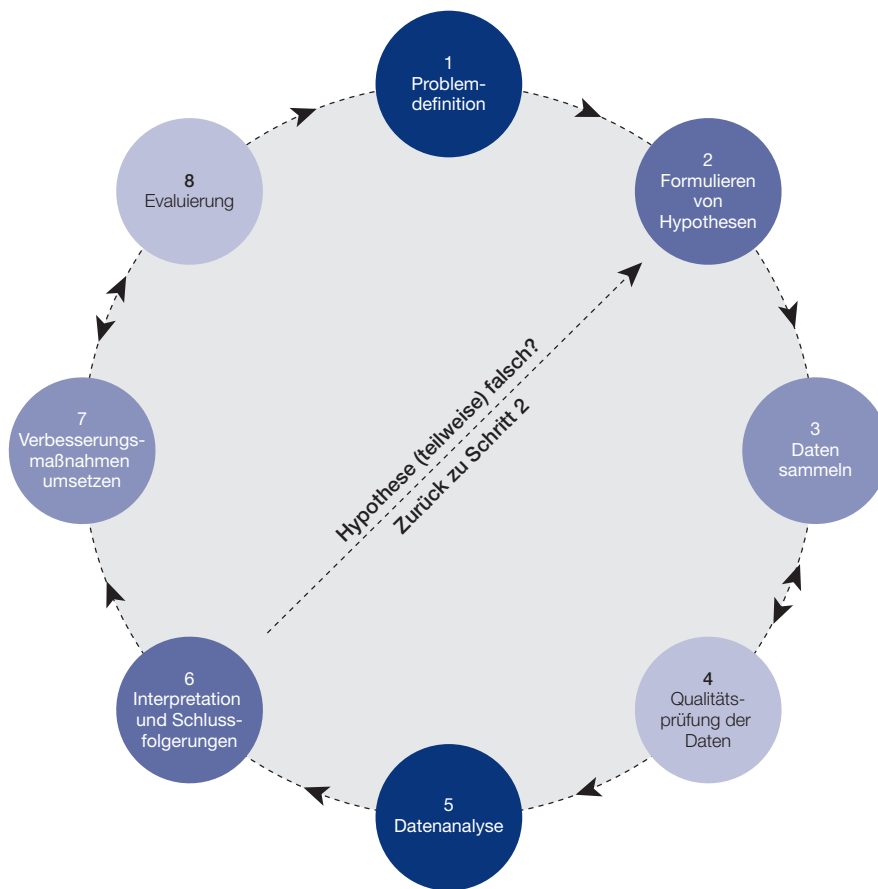 1
Problem-
definition
2
Formulieren
von
Hypothesen
3
Daten
sammeln
4
Qualitäts-
prüfung der
Daten
5
Datenanalyse
6
Interpretation
und Schluss-
folgerungen
7
Verbesserungs-
maßnahmen
umsetzen
8
Evaluierung
Hypothese (teilweise) falsch?
Zurück zu Schritt 2